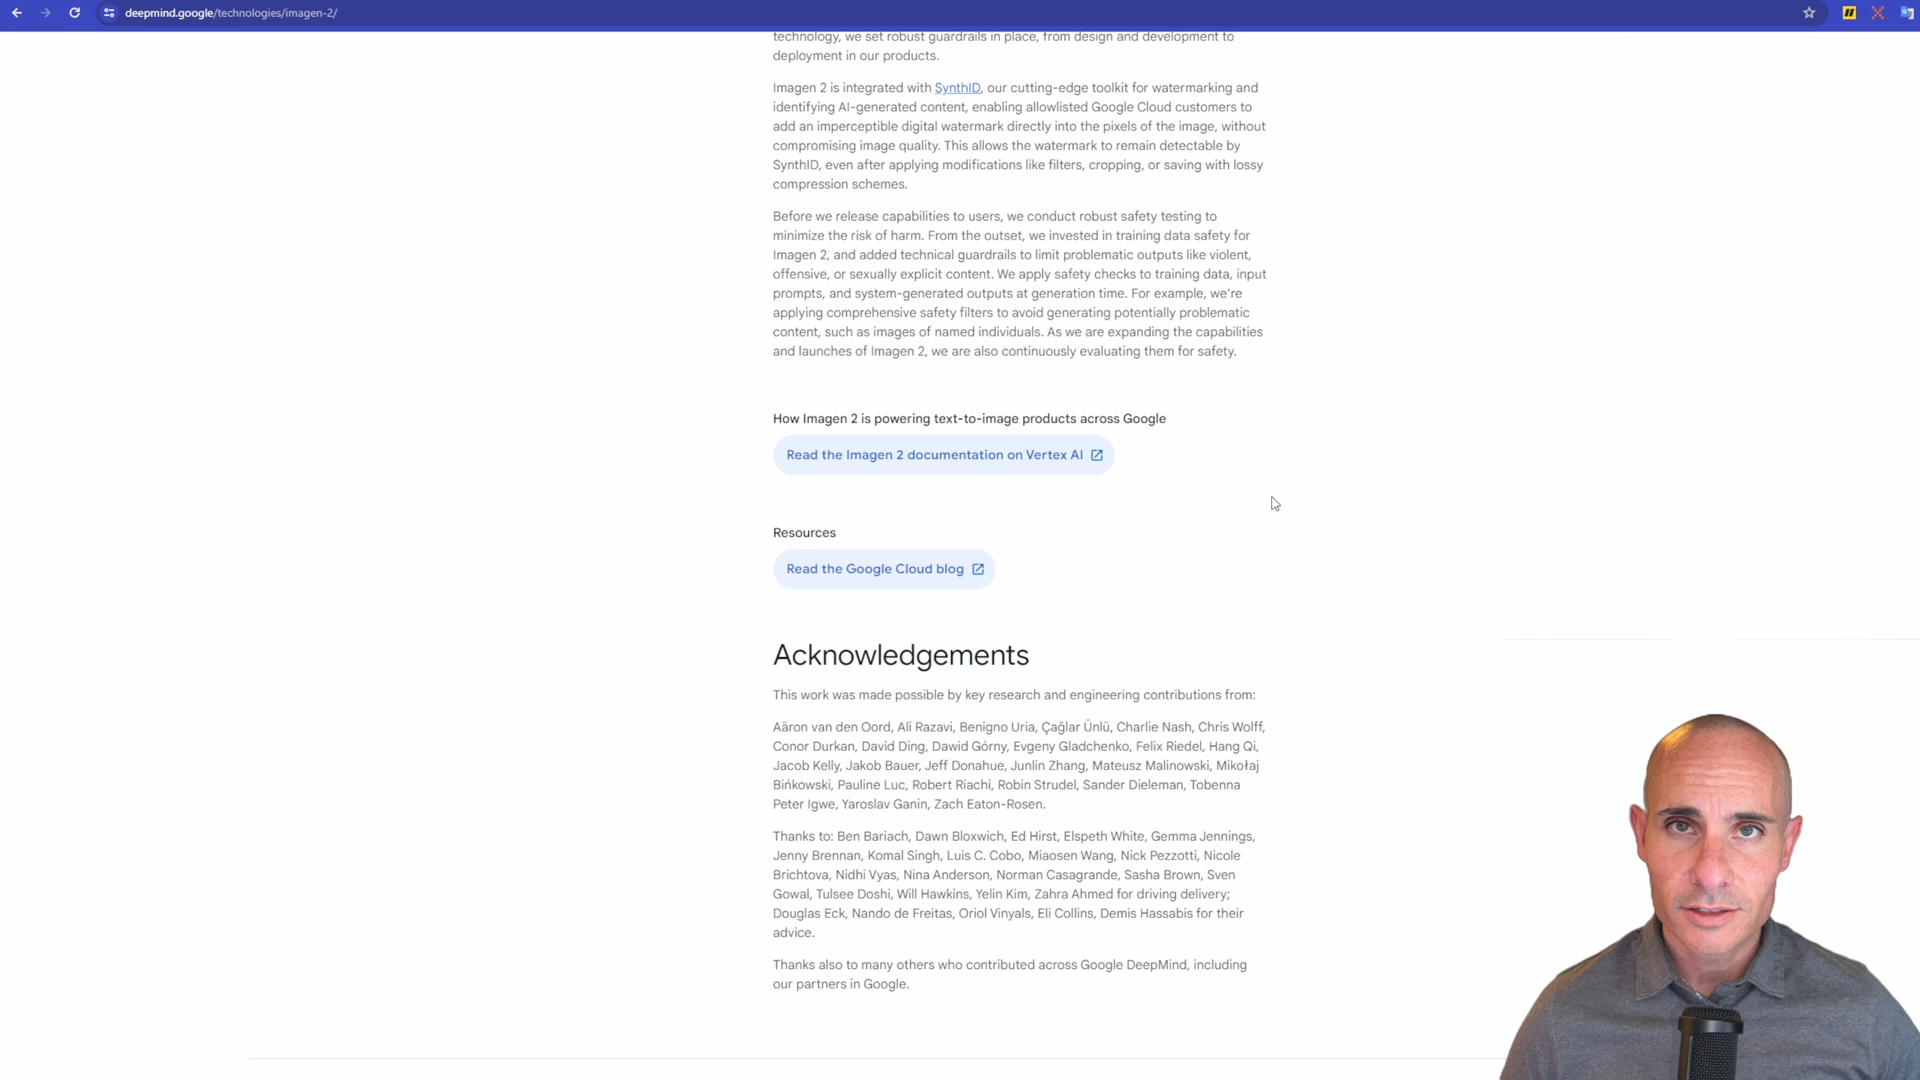 deepmind.google/technologies/imagen-2/
technology, we set robust guardrails in place, from design and development to
deployment in our products.
Imagen 2 is integrated with SynthID, our cutting-edge toolkit for watermarking and
identifying AI-generated content, enabling allowlisted Google Cloud customers to
add an imperceptible digital watermark directly into the pixels of the image, without
compromising image quality. This allows the watermark to remain detectable by
SynthID, even after applying modifications like filters, cropping, or saving with lossy
compression schemes.
Before we release capabilities to users, we conduct robust safety testing to
minimize the risk of harm. From the outset, we invested in training data safety for
Imagen 2, and added technical guardrails to limit problematic outputs like violent,
offensive, or sexually explicit content. We apply safety checks to training data, input
prompts, and system-generated outputs at generation time. For example, we’re
applying comprehensive safety filters to avoid generating potentially problematic
content, such as images of named individuals. As we are expanding the capabilities
and launches of Imagen 2, we are also continuously evaluating them for safety.
How Imagen 2 is powering text-to-image products across Google
Read the Imagen 2 documentation on Vertex AI
Resources
Read the Google Cloud blog
Acknowledgements
This work was made possible by key research and engineering contributions from:
Aäron van den Oord, Ali Razavi, Benigno Uria, Çağlar Ünlü, Charlie Nash, Chris Wolff,
Conor Durkan, David Ding, Dawid Górny, Evgeny Gladchenko, Felix Riedel, Hang Qi,
Jacob Kelly, Jakob Bauer, Jeff Donahue, Junlin Zhang, Mateusz Malinowski, Mikołaj
Bińkowski, Pauline Luc, Robert Riachi, Robin Strudel, Sander Dieleman, Tobenna
Peter Igwe, Yaroslav Ganin, Zach Eaton-Rosen.
Thanks to: Ben Bariach, Dawn Bloxwich, Ed Hirst, Elspeth White, Gemma Jennings,
Jenny Brennan, Komal Singh, Luis C. Cobo, Miaosen Wang, Nick Pezzotti, Nicole
Brichtova, Nidhi Vyas, Nina Anderson, Norman Casagrande, Sasha Brown, Sven
Gowal, Tulsee Doshi, Will Hawkins, Yelin Kim, Zahra Ahmed for driving delivery;
Douglas Eck, Nando de Freitas, Oriol Vinyals, Eli Collins, Demis Hassabis for their
advice.
Thanks also to many others who contributed across Google DeepMind, including
our partners in Google.